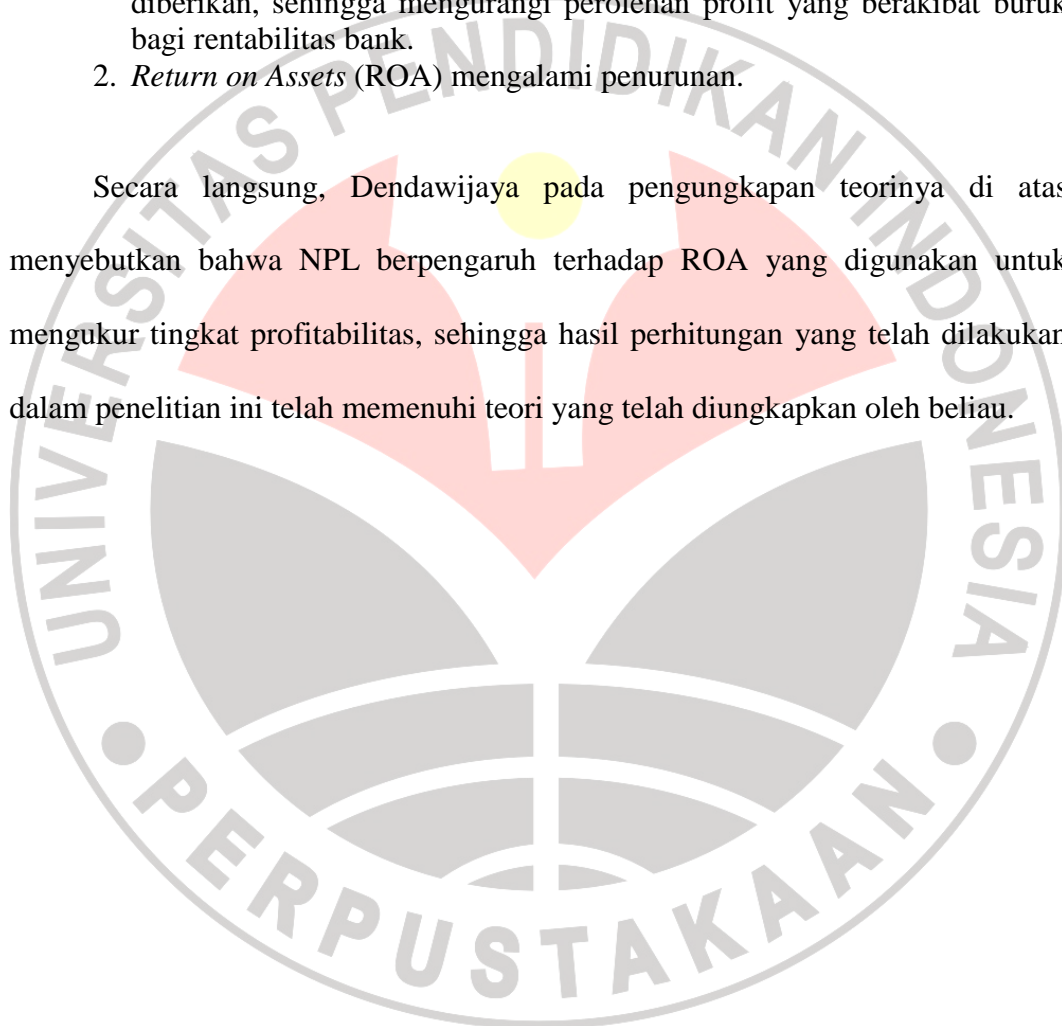 diberikan, sehingga mengurangi perolehan profit yang berakibat buruk
bagi rentabilitas bank.
2. Return on Assets (ROA) mengalami penurunan.
Secara langsung, Dendawijaya pada pengungkapan teorinya di atas
menyebutkan bahwa NPL berpengaruh terhadap ROA yang digunakan untuk
mengukur tingkat profitabilitas, sehingga hasil perhitungan yang telah dilakukan
dalam penelitian ini telah memenuhi teori yang telah diungkapkan oleh beliau.
UNIVERSITAS PENDIDIKAN INDONESIA
PERPUSTAKAAN